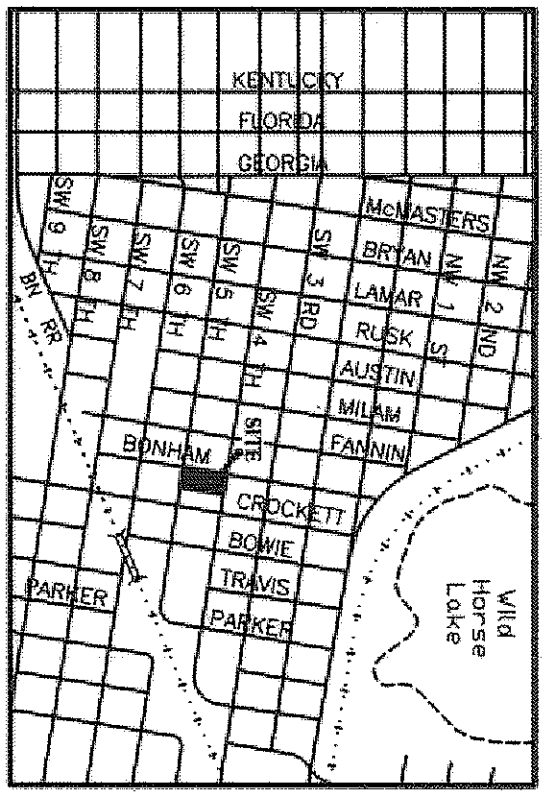 KENTUCKY
FLORIDA
GEORGIA
McMASTERS
BRYAN
LAMAR
RUSK
AUSTIN
MILAM
FANNIN
BONHAM
SITE
CROCKETT
BOWIE
TRAVIS
PARKER
PARKER
SW 9 TH
SW 8 TH
SW 7 TH
SW 6 TH
SW 5 TH
SW 4 TH
SW 3 RD
NW 1 ST
NW 2 ND
BN RR
Wild
Horse
Lake